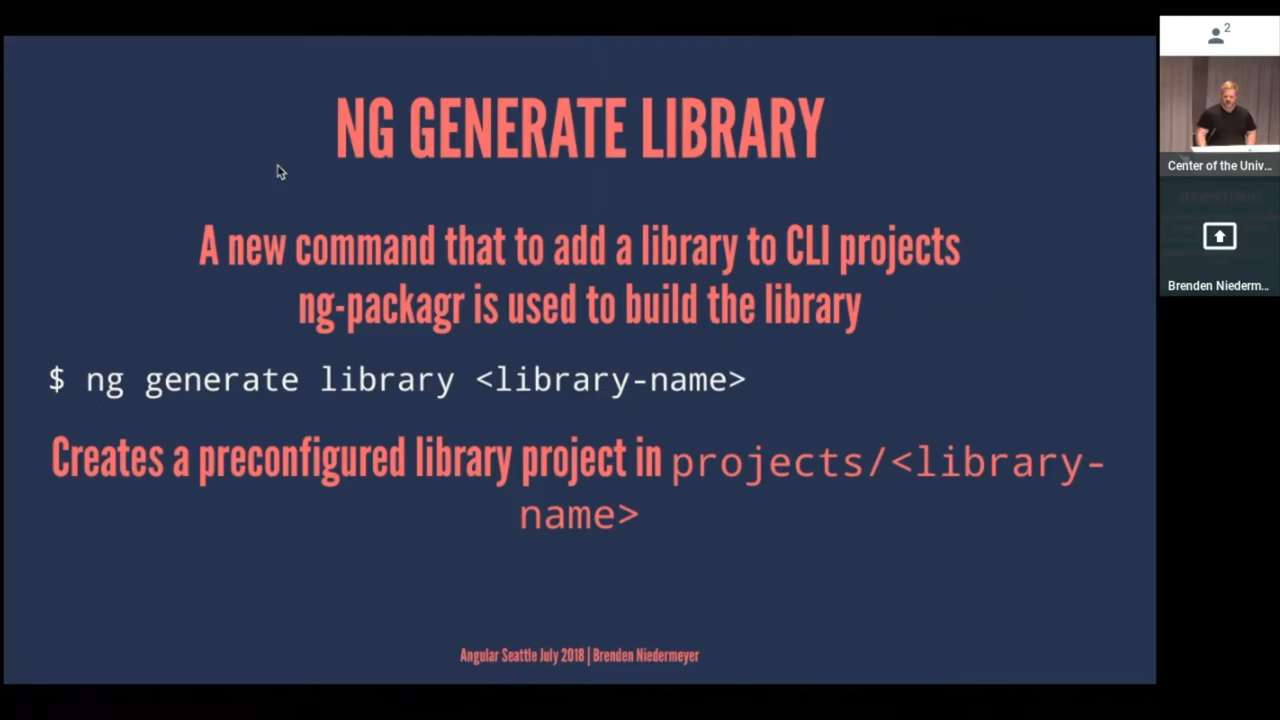 NG GENERATE LIBRARY
A new command that to add a library to CLI projects
ng-packagr is used to build the library
$ ng generate library <library-name>
Creates a preconfigured library project in projects/<library-
name>
Angular Seattle July 2018 | Brenden Niedermeyer
2
Center of the Univ...
Brenden Niederm...